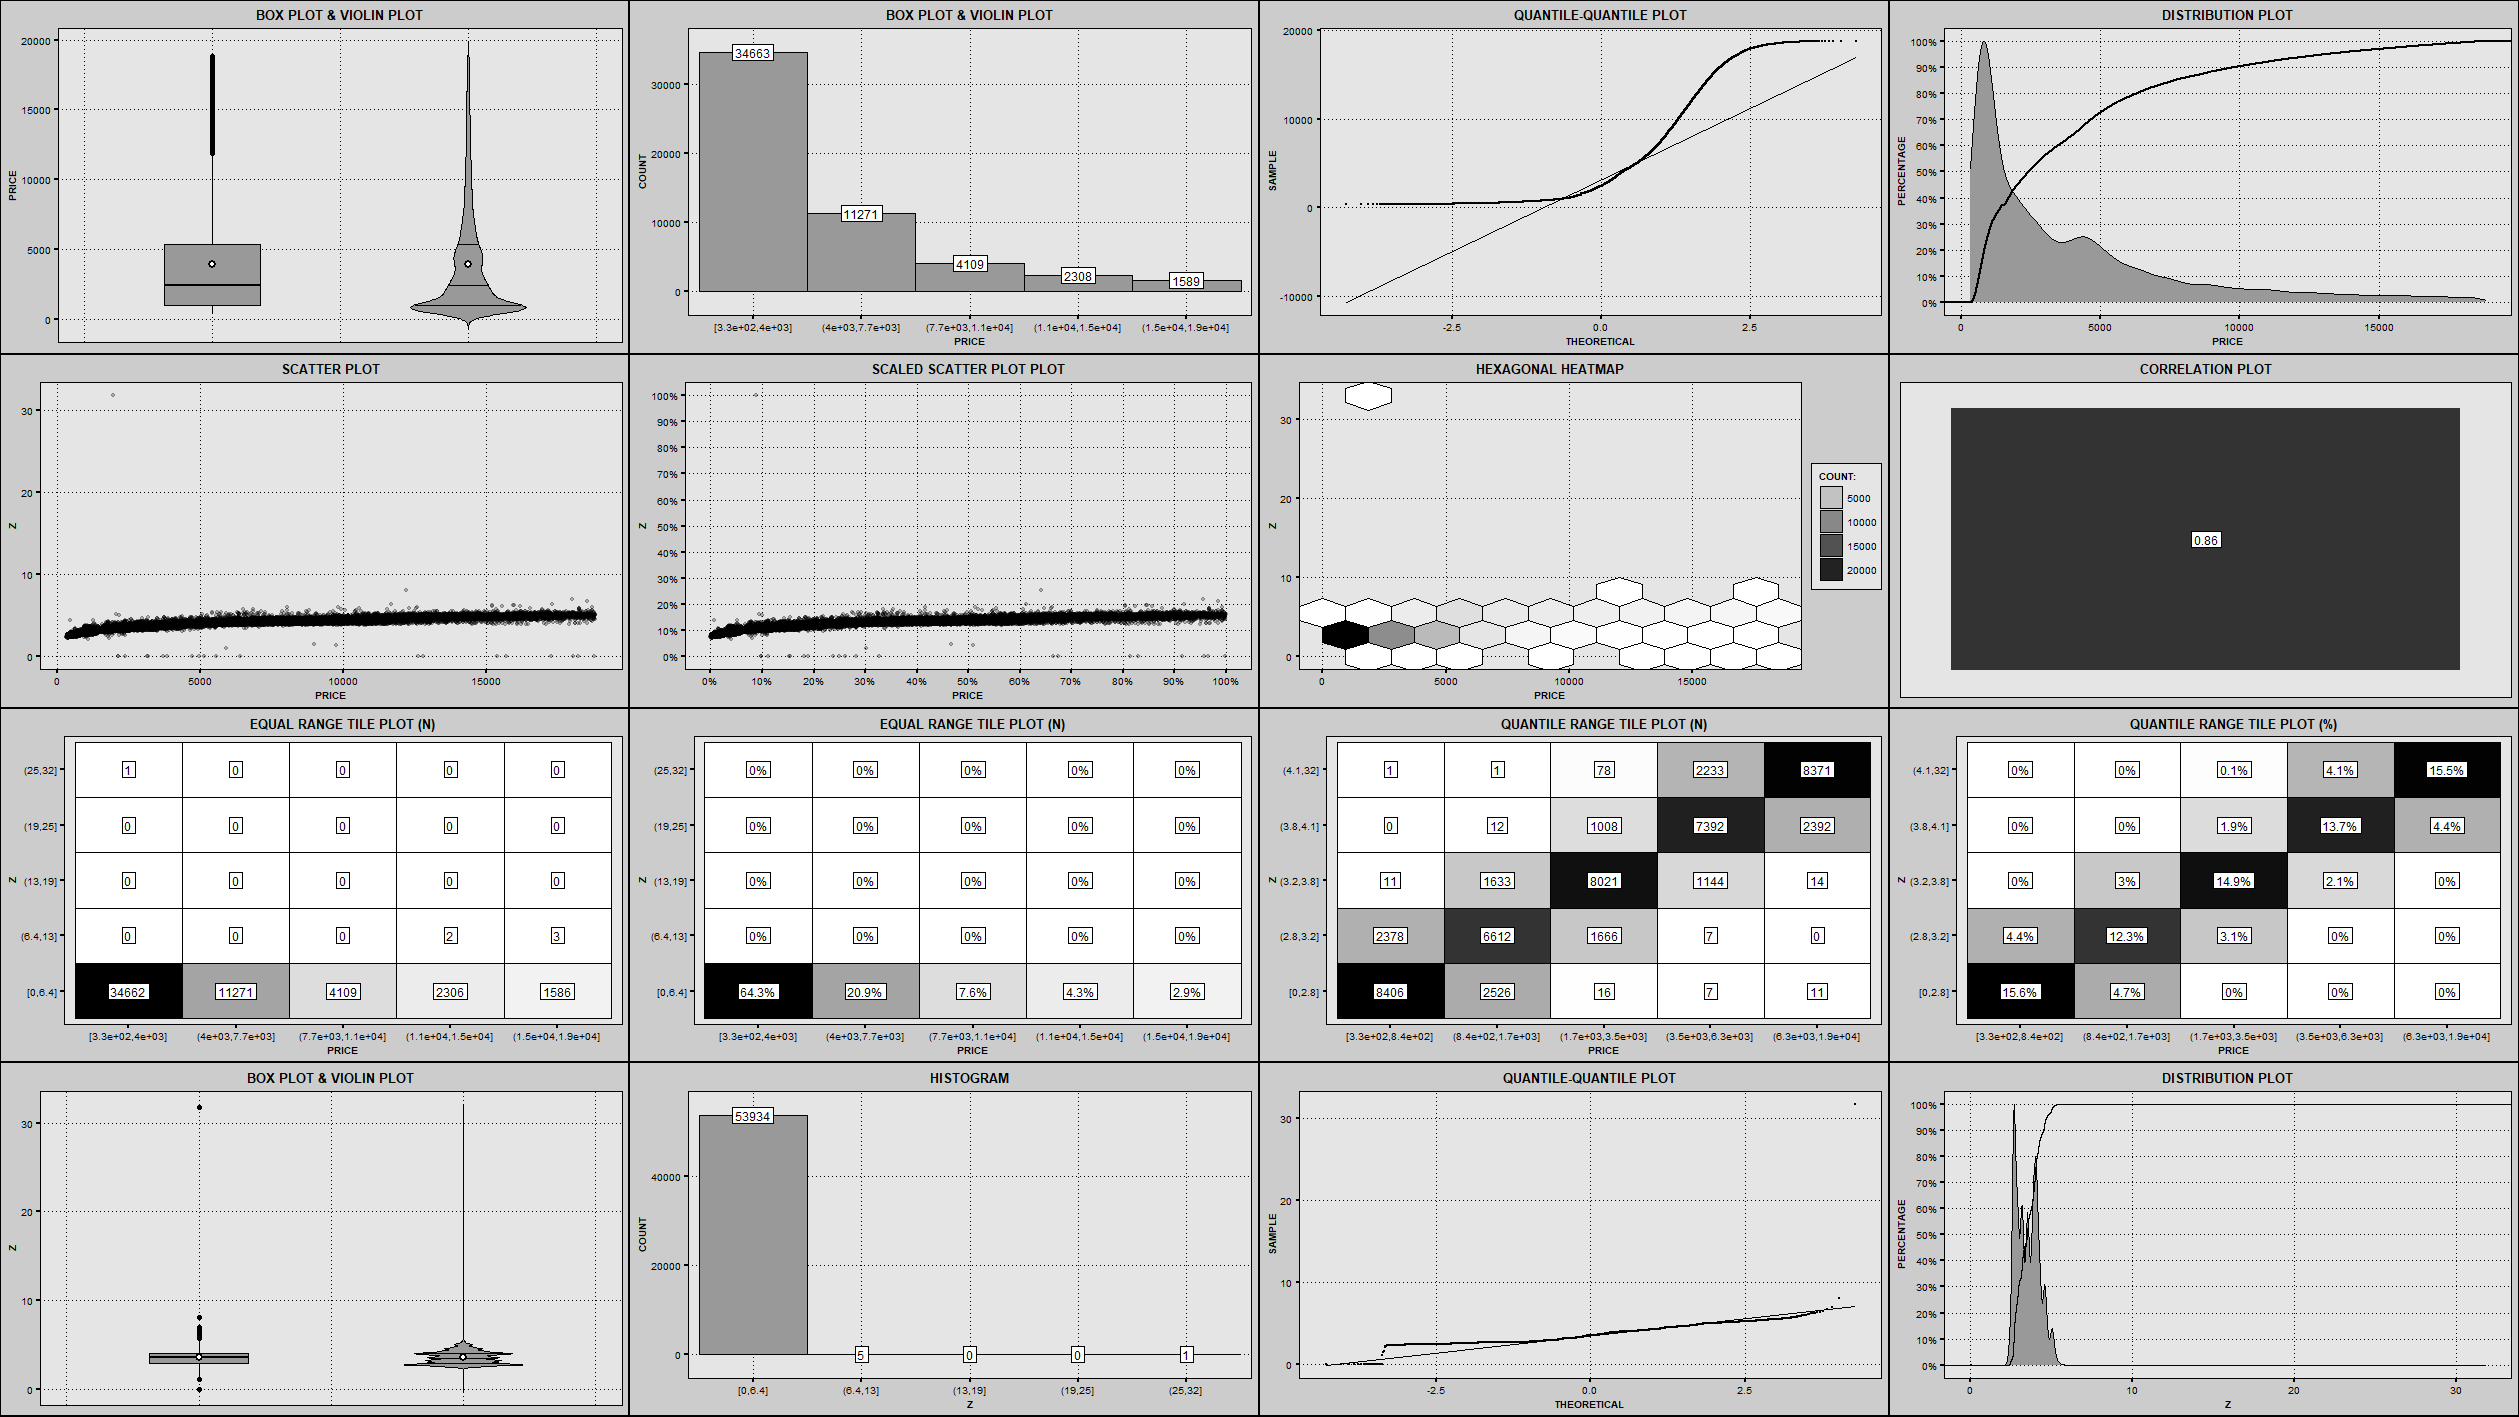 BOX PLOT & VIOLIN PLOT
20000
15000
10000
5000
0
PRICE
BOX PLOT & VIOLIN PLOT
34663
11271
4109
2308
1589
30000
20000
10000
0
COUNT
[3.3e+02,4e+03] (4e+03,7.7e+03] (7.7e+03,1.1e+04] (1.1e+04,1.5e+04] (1.5e+04,1.9e+04]
PRICE
QUANTILE-QUANTILE PLOT
20000
10000
0
-10000
SAMPLE
-2.5 0.0 2.5
THEORETICAL
DISTRIBUTION PLOT
100%
90%
80%
70%
60%
50%
40%
30%
20%
10%
0%
PERCENTAGE
0 5000 10000 15000
PRICE
SCATTER PLOT
30
20
10
0
Z
0 5000 10000 15000
PRICE
SCALED SCATTER PLOT PLOT
100%
90%
80%
70%
60%
50%
40%
30%
20%
10%
0%
Z
0% 10% 20% 30% 40% 50% 60% 70% 80% 90% 100%
PRICE
HEXAGONAL HEATMAP
30
20
10
0
Z
0 5000 10000 15000
PRICE
COUNT:
5000
10000
15000
20000
CORRELATION PLOT
0.86
EQUAL RANGE TILE PLOT (N)
(25,32] 1 0 0 0 0
(19,25] 0 0 0 0 0
Z (13,19] 0 0 0 0 0
(6.4,13] 0 0 0 2 3
[0,6.4] 34662 11271 4109 2306 1586
[3.3e+02,4e+03] (4e+03,7.7e+03] (7.7e+03,1.1e+04] (1.1e+04,1.5e+04] (1.5e+04,1.9e+04]
PRICE
EQUAL RANGE TILE PLOT (N)
(25,32] 0% 0% 0% 0% 0%
(19,25] 0% 0% 0% 0% 0%
Z (13,19] 0% 0% 0% 0% 0%
(6.4,13] 0% 0% 0% 0% 0%
[0,6.4] 64.3% 20.9% 7.6% 4.3% 2.9%
[3.3e+02,4e+03] (4e+03,7.7e+03] (7.7e+03,1.1e+04] (1.1e+04,1.5e+04] (1.5e+04,1.9e+04]
PRICE
QUANTILE RANGE TILE PLOT (N)
(4.1,32] 1 1 78 2233 8371
(3.8,4.1] 0 12 1008 7392 2392
Z (3.2,3.8] 11 1633 8021 1144 14
(2.8,3.2] 2378 6612 1666 7 0
[0,2.8] 8406 2526 16 7 11
[3.3e+02,8.4e+02] (8.4e+02,1.7e+03] (1.7e+03,3.5e+03] (3.5e+03,6.3e+03] (6.3e+03,1.9e+04]
PRICE
QUANTILE RANGE TILE PLOT (%)
(4.1,32] 0% 0% 0.1% 4.1% 15.5%
(3.8,4.1] 0% 0% 1.9% 13.7% 4.4%
Z (3.2,3.8] 0% 3% 14.9% 2.1% 0%
(2.8,3.2] 4.4% 12.3% 3.1% 0% 0%
[0,2.8] 15.6% 4.7% 0% 0% 0%
[3.3e+02,8.4e+02] (8.4e+02,1.7e+03] (1.7e+03,3.5e+03] (3.5e+03,6.3e+03] (6.3e+03,1.9e+04]
PRICE
BOX PLOT & VIOLIN PLOT
30
20
10
0
Z
HISTOGRAM
53934
5
0
0
1
40000
20000
0
COUNT
[0,6.4] (6.4,13] (13,19] (19,25] (25,32]
Z
QUANTILE-QUANTILE PLOT
30
20
10
0
SAMPLE
-2.5 0.0 2.5
THEORETICAL
DISTRIBUTION PLOT
100%
90%
80%
70%
60%
50%
40%
30%
20%
10%
0%
PERCENTAGE
0 10 20 30
Z